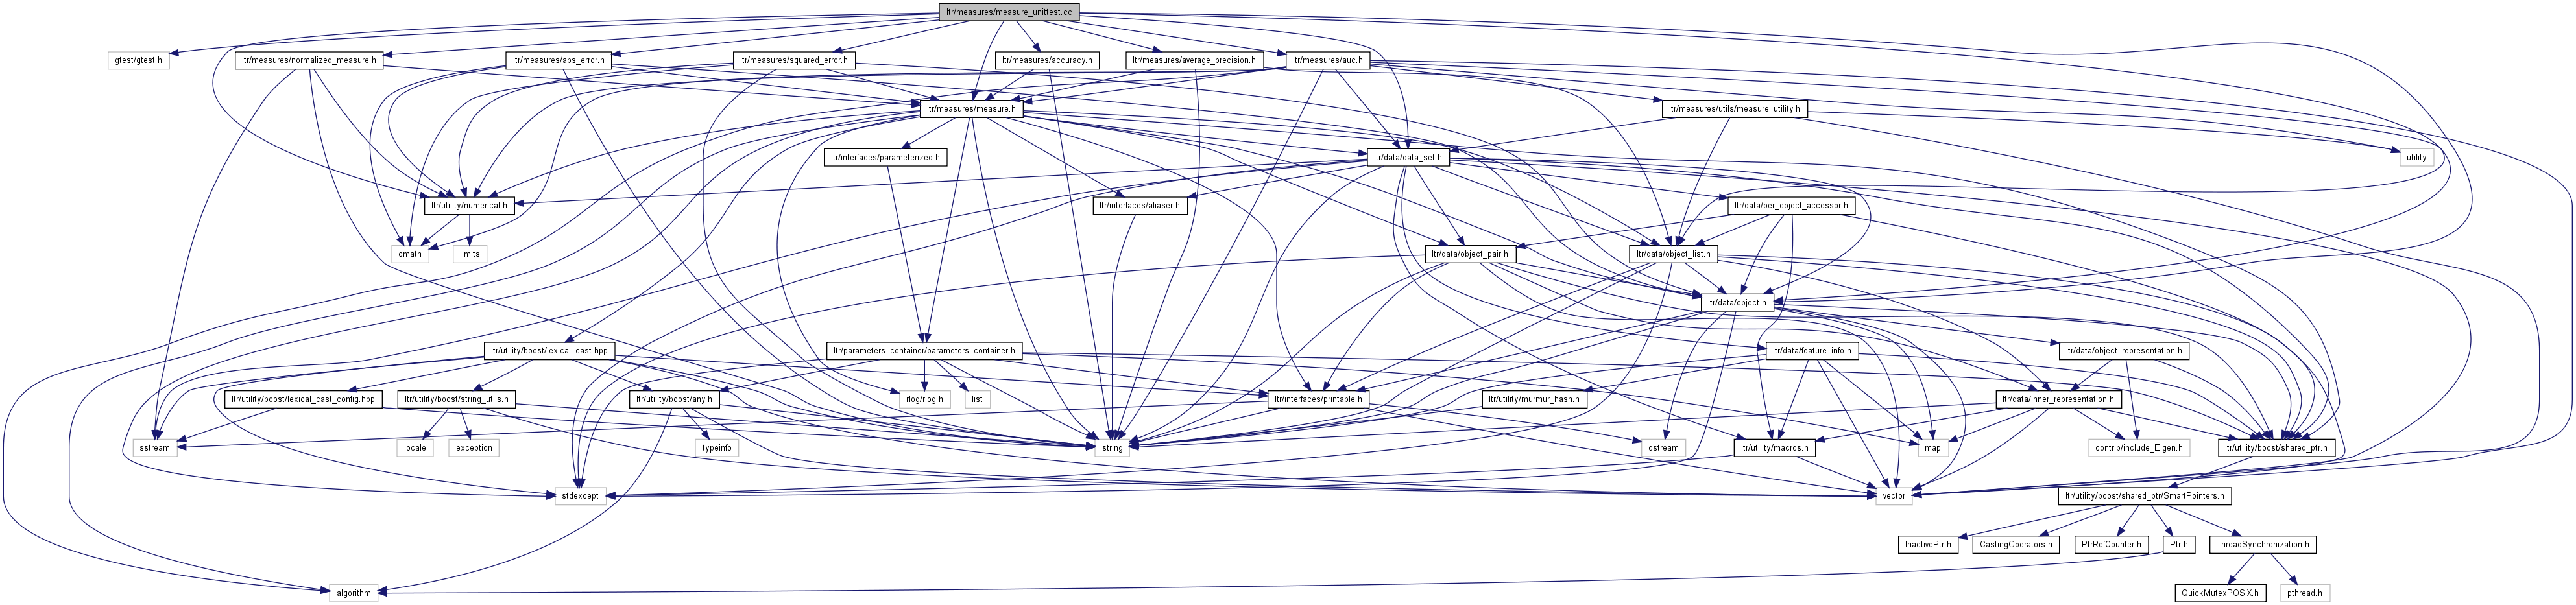 ltr/measures/measure_unittest.cc
gtest/gtest.h
ltr/measures/normalized_measure.h
ltr/measures/abs_error.h
ltr/measures/squared_error.h
ltr/measures/accuracy.h
ltr/measures/average_precision.h
ltr/measures/auc.h
ltr/measures/measure.h
ltr/measures/utils/measure_utility.h
ltr/interfaces/parameterized.h
ltr/data/data_set.h
utility
ltr/utility/numerical.h
ltr/interfaces/aliaser.h
ltr/data/per_object_accessor.h
cmath
limits
ltr/data/object_pair.h
ltr/data/object_list.h
ltr/data/object.h
ltr/utility/boost/lexical_cast.hpp
ltr/parameters_container/parameters_container.h
ltr/data/feature_info.h
ltr/data/object_representation.h
ltr/utility/boost/lexical_cast_config.hpp
ltr/utility/boost/string_utils.h
ltr/utility/boost/any.h
rlog/rlog.h
list
ltr/interfaces/printable.h
ltr/utility/murmur_hash.h
ltr/data/inner_representation.h
sstream
locale
exception
typeinfo
string
ostream
ltr/utility/macros.h
map
contrib/include_Eigen.h
ltr/utility/boost/shared_ptr.h
stdexcept
vector
ltr/utility/boost/shared_ptr/SmartPointers.h
InactivePtr.h
CastingOperators.h
PtrRefCounter.h
Ptr.h
ThreadSynchronization.h
algorithm
QuickMutexPOSIX.h
pthread.h